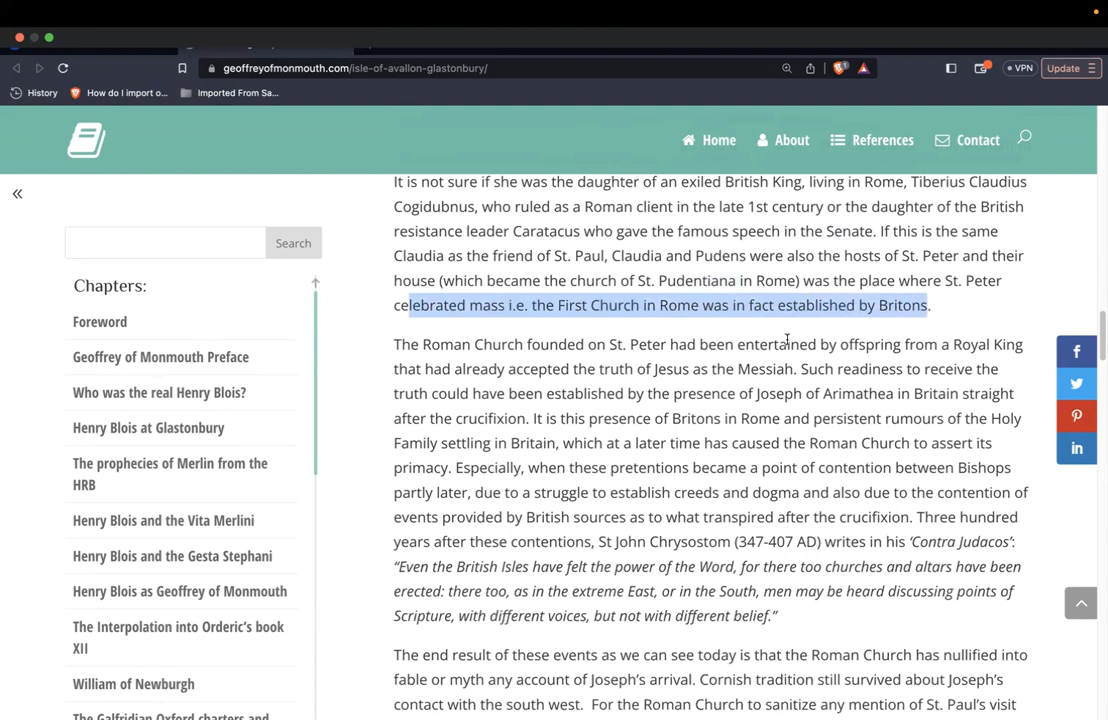 geoffreyofmonmouth.com/isle-of-avallon-glastonbury/
VPN
Update
History
How do I import o...
Imported From Sa...
Home
About
References
Contact
It is not sure if she was the daughter of an exiled British King, living in Rome, Tiberius Claudius
Cogidubnus, who ruled as a Roman client in the late 1st century or the daughter of the British
resistance leader Caratacus who gave the famous speech in the Senate. If this is the same
Claudia as the friend of St. Paul, Claudia and Pudens were also the hosts of St. Peter and their
house (which became the church of St. Pudentiana in Rome) was the place where St. Peter
celebrated mass i.e. the First Church in Rome was in fact established by Britons.
The Roman Church founded on St. Peter had been entertained by offspring from a Royal King
that had already accepted the truth of Jesus as the Messiah. Such readiness to receive the
truth could have been established by the presence of Joseph of Arimathea in Britain straight
after the crucifixion. It is this presence of Britons in Rome and persistent rumours of the Holy
Family settling in Britain, which at a later time has caused the Roman Church to assert its
primacy. Especially, when these pretentions became a point of contention between Bishops
partly later, due to a struggle to establish creeds and dogma and also due to the contention of
events provided by British sources as to what transpired after the crucifixion. Three hundred
years after these contentions, St John Chrysostom (347-407 AD) writes in his ‘Contra Judacos’:
“Even the British Isles have felt the power of the Word, for there too churches and altars have been
erected: there too, as in the extreme East, or in the South, men may be heard discussing points of
Scripture, with different voices, but not with different belief.”
The end result of these events as we can see today is that the Roman Church has nullified into
fable or myth any account of Joseph’s arrival. Cornish tradition still survived about Joseph’s
contact with the south west. For the Roman Church to sanitize any mention of St. Paul’s visit
«
Search
Chapters:
Foreword
Geoffrey of Monmouth Preface
Who was the real Henry Blois?
Henry Blois at Glastonbury
The prophecies of Merlin from the
HRB
Henry Blois and the Vita Merlini
Henry Blois and the Gesta Stephani
Henry Blois as Geoffrey of Monmouth
The Interpolation into Orderic's book
XII
William of Newburgh
The Galfridian Oxford charters and